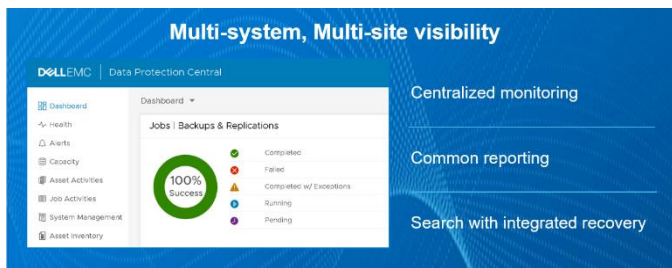 Multi-system, Multi-site visibility
DELLEMC | Data Protection Central
Dashboard
Health
Alerts
Capacity
Asset Activities
Job Activities
System Management
Asset Inventory
Dashboard
Jobs | Backups & Replications
100%
Success
Completed
Failed
Completed w/ Exceptions
Running
Pending
Centralized monitoring
Common reporting
Search with integrated recovery